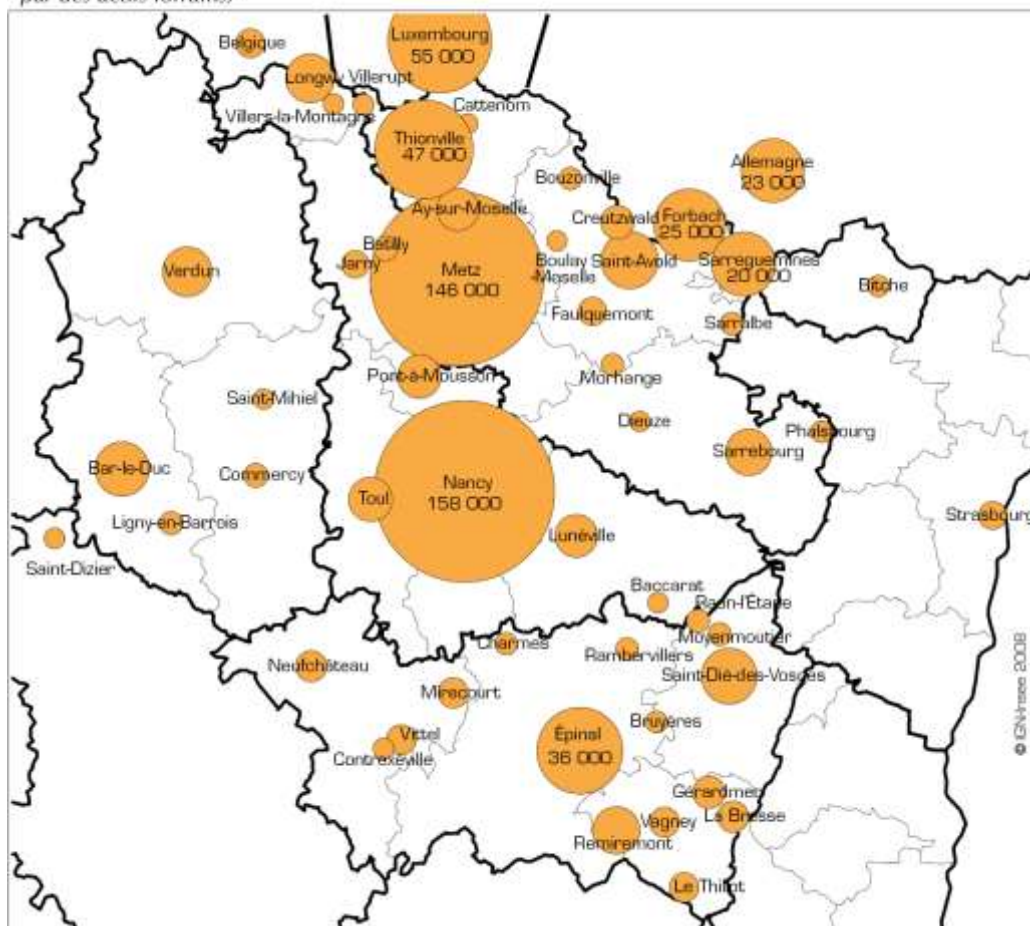 par des actifs lorrains)
Belgique
Luxembourg
55 000
Longwy
Villerupt
Villers-la-Montagne
Cattenom
Thionville
47 000
Allemagne
23 000
Bouzonville
Ay-sur-Moselle
Creutzwald
Forbach
25 000
Batilly
Jarny
Metz
146 000
Boulay
-Moselle
Saint-Avold
Sarreguemines
20 000
Verdun
Bitche
Faulquemont
Sarralbe
Pont-à-Mousson
Morhange
Saint-Mihiel
Dieuze
Phalsbourg
Sarrebourg
Bar-le-Duc
Commercy
Nancy
158 000
Toul
Ligny-en-Barrois
Strasbourg
Lunéville
Saint-Dizier
Baccarat
Raon-l'Étape
Moyenmoutier
Charmes
Rambervillers
Neufchâteau
Saint-Dié-des-Vosges
Mirecourt
Bruyères
Vittel
Contrexéville
Épinal
36 000
Gérardmer
La Bresse
Vagney
Remiremont
Le Thillot
© IGN-Insee 2008